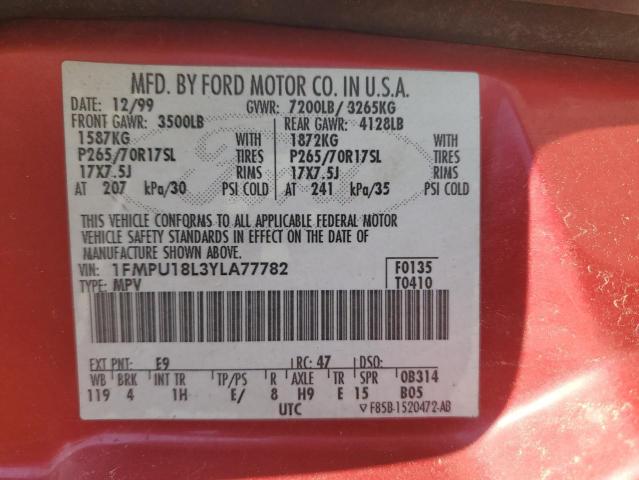 MFD. BY FORD MOTOR CO. IN U.S.A.
DATE: 12/99 GVWR: 7200LB/ 3265KG
FRONT GAWR: 3500LB REAR GAWR: 4128LB
1587KG WITH 1872KG WITH
P265/70R17SL TIRES P265/70R17SL TIRES
17X7.5J RIMS 17X7.5J RIMS
AT 207 kPa/30 PSI COLD AT 241 kPa/35 PSI COLD
THIS VEHICLE CONFORMS TO ALL APPLICABLE FEDERAL MOTOR
VEHICLE SAFETY STANDARDS IN EFFECT ON THE DATE OF
MANUFACTURE SHOWN ABOVE.
VIN: 1FMPU18L3YLA77782 F0135
TYPE: MPV T0410
EXT PNT: E9 RC: 47 DSO:
WB BRK INT TR TP/PS R AXLE TR SPR 0B314
119 4 1H E/ 8 H9 E 15 B05
UTC ▽ F85B-1520472-AB